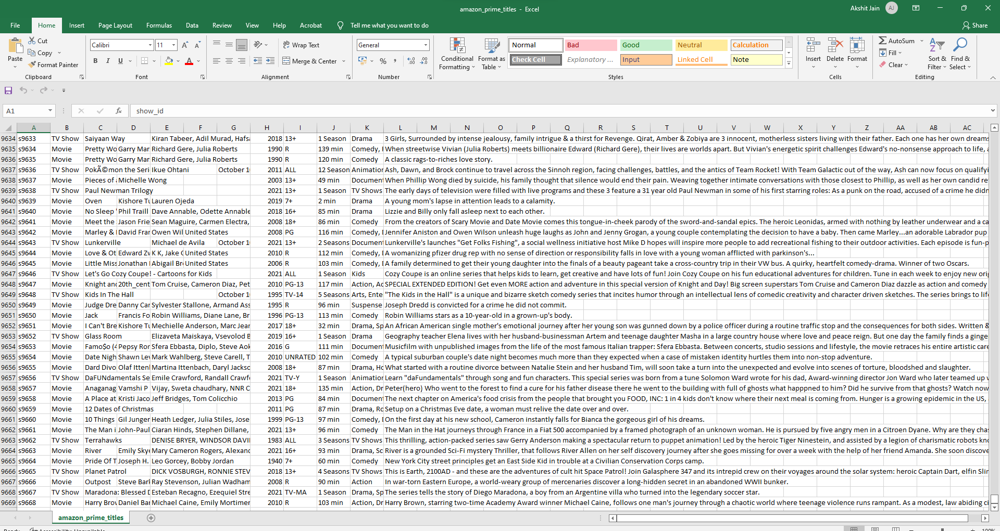 amazon_prime_titles - Excel
Akshit Jain AJ
File Home Insert Page Layout Formulas Data Review View Help Acrobat Tell me what you want to do Share
Paste Cut Copy Format Painter
Calibri 11 B I U
Wrap Text Merge & Center
General % ,
Conditional Formatting Format as Table
Normal Bad Good Neutral Calculation
Check Cell Explanatory ... Input Linked Cell Note
Insert Delete Format
AutoSum Fill Clear Sort & Filter Find & Select
Clipboard Font Alignment Number Styles Cells Editing
A1 fx show_id
A B C D E F G H I J K L M N O P Q R S T U V W X Y Z AA AB AC
9634 s9633 TV Show Saiyaan Way Kiran Tabeer, Adil Murad, Hafsa 2018 13+ 1 Season Drama 3 Girls, Surrounded by intense jealousy, family intrigue & a thirst for Revenge. Qirat, Amber & Zobiya are 3 innocent, motherless sisters living with their father. Each one has her own dreams
9635 s9634 Movie Pretty Wo Garry Mar Richard Gere, Julia Roberts 1990 R 139 min Comedy, When streetwise Vivian (Julia Roberts) meets billionaire Edward (Richard Gere), their lives are worlds apart. But Vivian's energetic spirit challenges Edward's no-nonsense approach to life, a
9636 s9635 Movie Pretty Wo Garry Mar Richard Gere, Julia Roberts 1990 R 120 min Comedy A classic rags-to-riches love story.
9637 s9636 TV Show PokÃ©mon the Seri Ikue Ohtani October 1 2011 ALL 12 Season Animation Ash, Dawn, and Brock continue to travel across the Sinnoh region, facing challenges, battles, and the antics of Team Rocket! With Team Galactic out of the way, Ash can now focus on qualifyi
9638 s9637 Movie Pieces of Michelle Wong 2003 13+ 49 min Document When Phillip Wong died by suicide, his family thought that silence would end their pain. Weaving together intimate conversations with those closest to Phillip, as well as her own candid re
9639 s9638 TV Show Paul Newman Trilogy 2021 13+ 1 Season TV Shows The early days of television were filled with live programs and these 3 feature a 31 year old Paul Newman in some of his first starring roles: As a punk on the road, accused of a crime he didn
9640 s9639 Movie Oven Kishore Tu Lauren Ojeda 2019 7+ 2 min Drama A young mom's lapse in attention leads to a calamity.
9641 s9640 Movie No Sleep ' Phil Traill Dave Annable, Odette Annable 2018 16+ 85 min Drama Lizzie and Billy only fall asleep next to each other.
9642 s9641 Movie Meet the Jason Frie Sean Maguire, Carmen Electra, 2008 18+ 86 min Comedy From the creators of Scary Movie and Date Movie comes this tongue-in-cheek parody of the sword-and-sandal epics. The heroic Leonidas, armed with nothing by leather underwear and a ca
9643 s9642 Movie Marley & David Fran Owen Wil United States 2008 PG 116 min Comedy, Jennifer Aniston and Owen Wilson unleash huge laughs as John and Jenny Grogan, a young couple contemplating the decision to have a baby. Then came Marley...an adorable Labrador pup
9644 s9643 TV Show Lunkerville Michael de Avila October 1 2021 13+ 2 Seasons Document Lunkerville's launches "Get Folks Fishing", a social wellness initiative host Mike D hopes will inspire more people to add recreational fishing to their outdoor activities. Each episode is fun-p
9645 s9644 Movie Love & Ot Edward Zw K K, Jake G United States 2010 R 112 min Comedy, A womanizing pfizer drug rep with no sense of direction or responsibility falls in love with a young woman afflicted with parkinson's...
9646 s9645 Movie Little Miss Jonathan Abigail Bre United States 2006 R 103 min Comedy, A family determined to get their young daughter into the finals of a beauty pageant take a cross-country trip in their VW bus. A quirky, heartfelt comedy-drama. Winner of two Oscars.
9647 s9646 TV Show Let's Go Cozy Coupe! - Cartoons for Kids 2021 ALL 1 Season Kids Cozy Coupe is an online series that helps kids to learn, get creative and have lots of fun! Join Cozy Coupe on his fun educational adventures for children. Tune in each week to enjoy new orig
9648 s9647 Movie Knight and 20th_cent Tom Cruise, Cameron Diaz, Pet 2010 PG-13 117 min Action, Ac SPECIAL EXTENDED EDITION! Get even MORE action and adventure in this special version of Knight and Day! Big screen superstars Tom Cruise and Cameron Diaz dazzle as action and comedy
9649 s9648 TV Show Kids In The Hall October 1 1995 TV-14 5 Seasons Arts, Ente "The Kids in the Hall" is a unique and bizarre sketch comedy series that incites humor through an intellectual lens of comedic creativity and character driven sketches. The series brings to lif
9650 s9649 Movie Judge Dre Danny Can Sylvester Stallone, Armand Ass 1995 R 96 min Suspense Joseph Dredd is convicted for a crime he did not commit.
9651 s9650 Movie Jack Francis Fo Robin Williams, Diane Lane, Br 1996 PG-13 113 min Comedy Robin Williams stars as a 10-year-old in a grown-up's body.
9652 s9651 Movie I Can't Bre Kishore Tu Mechielle Anderson, Marc Jean 2017 18+ 32 min Drama, Sp An African American single mother's emotional journey after her young son was gunned down by a police officer during a routine traffic stop and the consequences for both sides. Written &
9653 s9652 TV Show Glass Room Elizaveta Maiskaya, Vsevolod B 2019 16+ 1 Season Drama Geography teacher Elena lives with her husband-businessman Artem and teenage daughter Masha in a large country house where love and peace reign. But one day the family finds a ginge
9654 s9653 Movie Famo$o (4 Pepsy Ror Sfera Ebbasta, Diplo, Steve Aok 2016 G 111 min Document Musicfilm with unpublished images from the life of the most famous Italian trapper: Sfera Ebbasta. Between concerts, studio sessions and lifestyle, the movie retraces his entire artistic care
9655 s9654 Movie Date Nigh Shawn Lev Mark Wahlberg, Steve Carell, T 2010 UNRATED 102 min Comedy A typical suburban couple's date night becomes much more than they expected when a case of mistaken identity hurtles them into non-stop adventure.
9656 s9655 Movie Dard Divo Olaf Ittenl Martina Ittenbach, Daryl Jackso 2008 18+ 87 min Drama, Ho What started with a routine divorce between Natalie Stein and her husband Tim, will soon take a turn into the unexpected and evolve into scenes of torture, bloodshed and slaughter.
9657 s9656 TV Show DaFUNdamentals Se Emile Crawford, Randall Crawf 2021 TV-Y 1 Season Animation Learn "daFundamentals" through song and fun characters. This special series was born from a tune Solomon Ward wrote for his dad, Award-winning director Jon Ward who later teamed up w
9658 s9657 Movie Anaganag Vamshi P Vijay, Sweta chaudhary, NNR C 2021 18+ 135 min Action, Dr Peter(hero) Who went to the forest to find a cure for his father disease there he went to the building with full of ghosts what happpned to him? Did he survive from that ghosts? Watch now
9659 s9658 Movie A Place at Kristi Jaco Jeff Bridges, Tom Colicchio 2013 PG 84 min Document The next chapter on America's food crisis from the people that brought you FOOD, INC: 1 in 4 kids don't know where their next meal is coming from. Hunger is a growing epidemic in the US,
9660 s9659 Movie 12 Dates of Christmas 2011 PG 87 min Drama, Ro Setup on a Christmas Eve date, a woman must relive the date over and over.
9661 s9660 Movie 10 Things Gil Junger Heath Ledger, Julia Stiles, Jose 1999 PG-13 97 min Comedy, On the first day at his new school, Cameron instantly falls for Bianca the gorgeous girl of his dreams.
9662 s9661 Movie The Man i John-Paul Ciaran Hinds, Stephen Dillane, 2021 13+ 96 min Comedy The Man in the Hat journeys through France in a Fiat 500 accompanied by a framed photograph of an unknown woman. He is pursued by five angry men in a Citroen Dyane. Why are they cha
9663 s9662 TV Show Terrahawks DENISE BRYER, WINDSOR DAVI 1983 ALL 3 Seasons TV Shows This thrilling, action-packed series saw Gerry Anderson making a spectacular return to puppet animation! Led by the heroic Tiger Ninestein, and assisted by a legion of charismatic robots kno
9664 s9663 Movie River Emily Skye Mary Cameron Rogers, Alexand 2021 16+ 93 min Drama, Sc River is a grounded Sci-Fi mystery Thriller, that follows River Allen on her self discovery journey after she goes missing for over a week with the help of her friend Amanda. She soon discove
9665 s9664 Movie Pride Of T Joseph H. Leo Gorcey, Bobby Jordan 1940 7+ 60 min Comedy New York City street principles get an East Side Kid in trouble at a Civilian Conservation Corps camp.
9666 s9665 TV Show Planet Patrol DICK VOSBURGH, RONNIE STEV 2018 13+ 4 Seasons TV Shows This is Earth, 2100AD - and these are the adventures of cult hit Space Patrol! Join Galasphere 347 and its intrepid crew on their voyages around the solar system: heroic Captain Dart, elfin Slin
9667 s9666 Movie Outpost Steve Bark Ray Stevenson, Julian Wadham 2008 R 90 min Action In war-torn Eastern Europe, a world-weary group of mercenaries discover a long-hidden secret in an abandoned WWII bunker.
9668 s9667 TV Show Maradona: Blessed D Esteban Recagno, Ezequiel Stre 2021 TV-MA 1 Season Drama, Sp The series tells the story of Diego Maradona, a boy from an Argentine villa who turned into the legendary soccer star.
9669 s9668 Movie Harry Brov Daniel Bar Michael Caine, Emily Mortimer 2010 R 103 min Action, Dr Harry Brown, starring two-time Academy Award winner Michael Caine, follows one man's journey through a chaotic world where teenage violence runs rampant. As a modest, law abiding ci
amazon_prime_titles